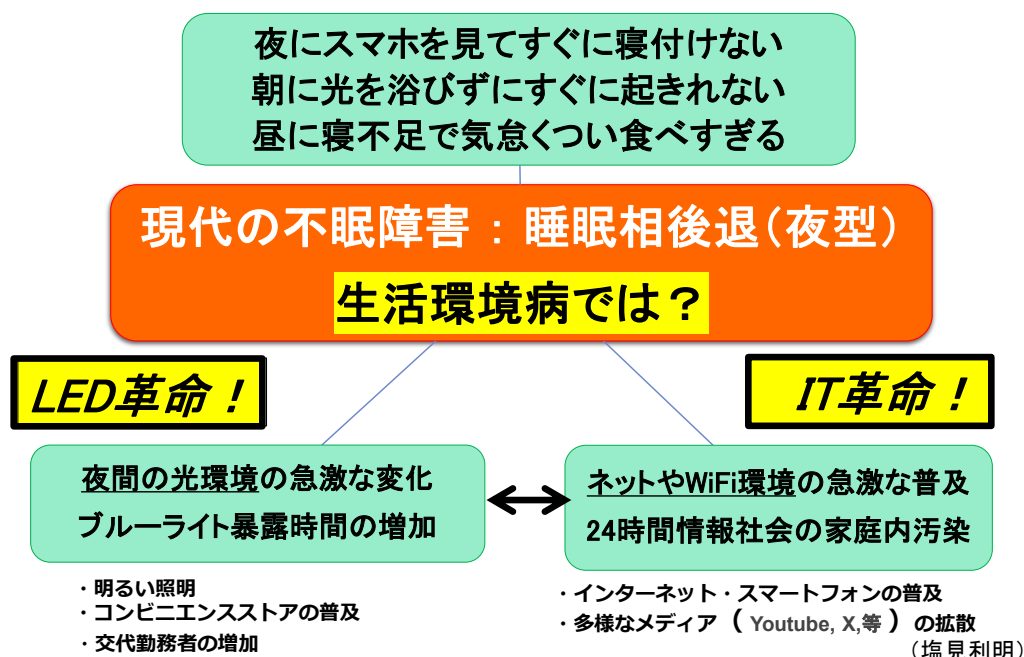 夜にスマホを見てすぐに寝付けない
朝に光を浴びずにすぐに起きれない
昼に寝不足で気怠くつい食べすぎる
現代の不眠障害：睡眠相後退（夜型）
生活環境病では？
LED革命！
IT革命！
夜間の光環境の急激な変化
ブルーライト暴露時間の増加
ネットやWiFi環境の急激な普及
24時間情報社会の家庭内汚染
・明るい照明
・コンビニエンスストアの普及
・交代勤務者の増加
・インターネット・スマートフォンの普及
・多様なメディア（Youtube, X,等）の拡散
（塩見利明）